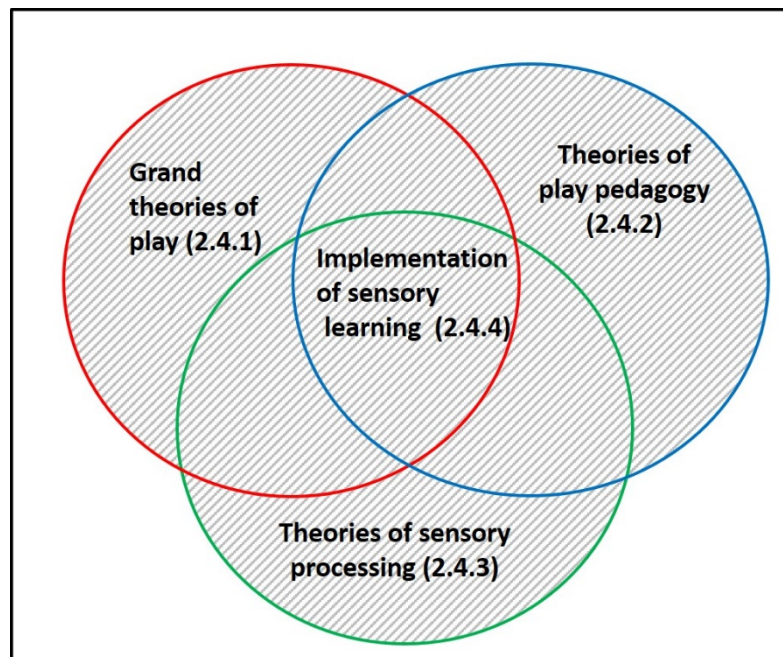 Grand
theories of
play (2.4.1)
Theories of
play pedagogy
(2.4.2)
Implementation
of sensory
learning (2.4.4)
Theories of sensory
processing (2.4.3)